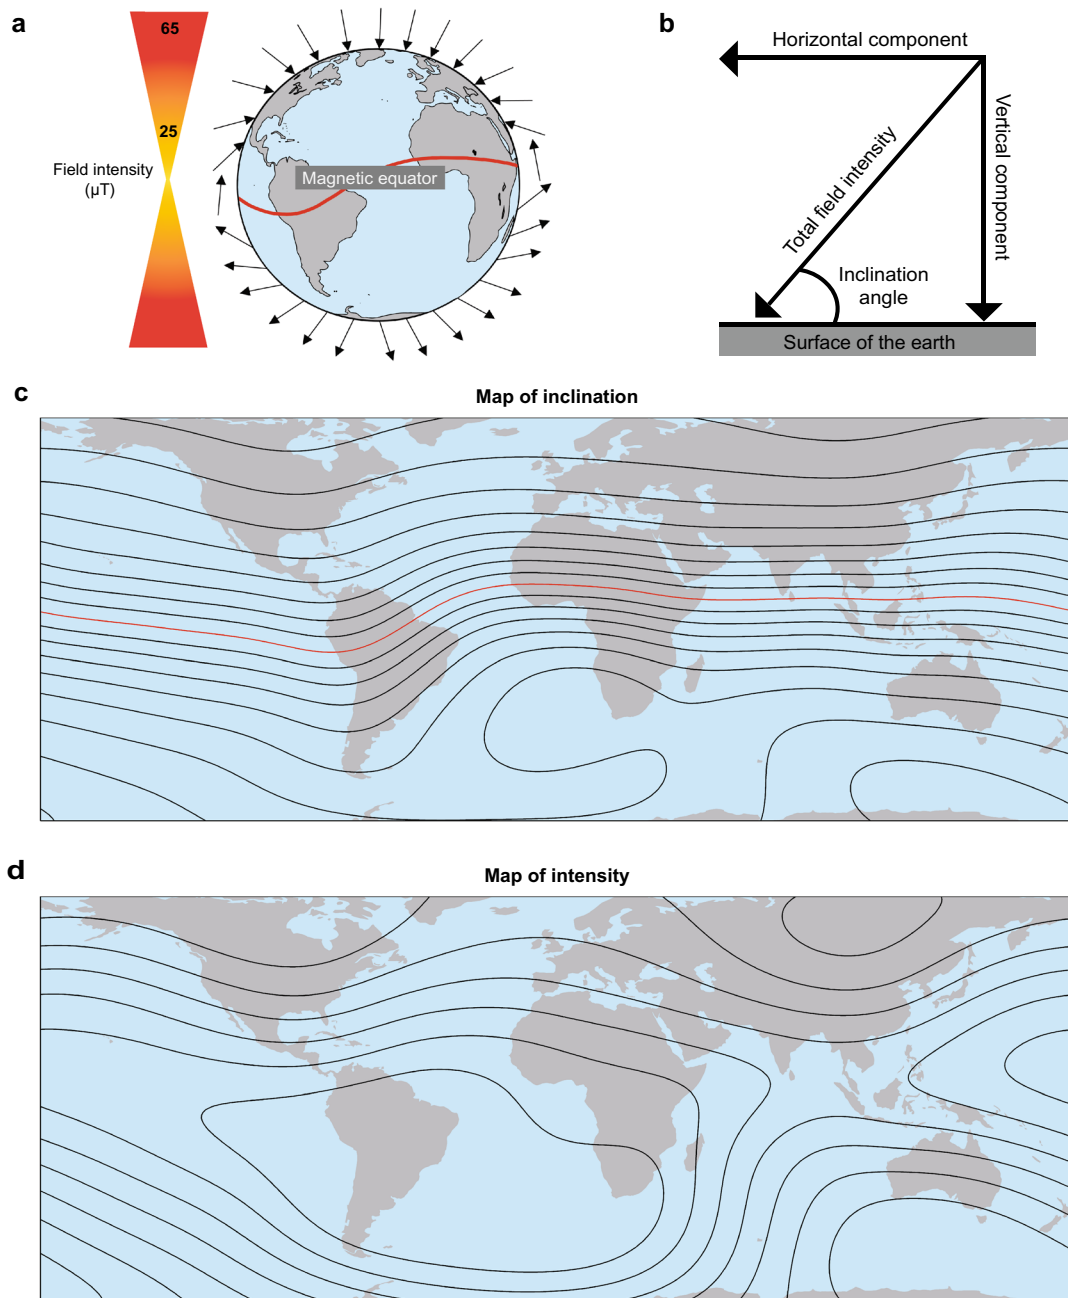 a
65
25
Field intensity
(µT)
Magnetic equator
b
Horizontal component
Vertical component
Total field intensity
Inclination
angle
Surface of the earth
c
Map of inclination
d
Map of intensity